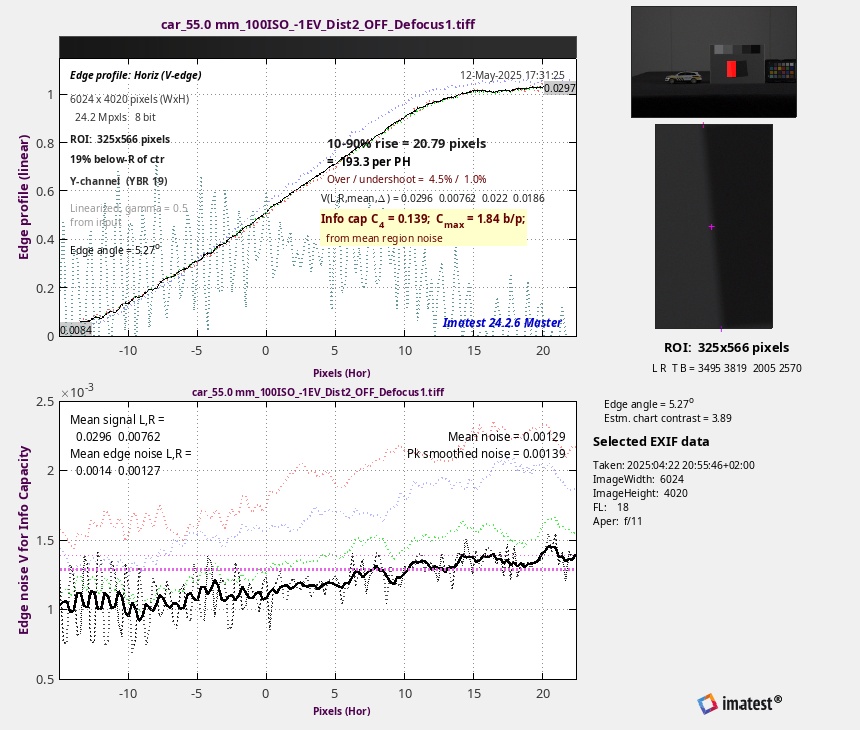 car_55.0 mm_100ISO_-1EV_Dist2_OFF_Defocus1.tiff
Edge profile: Horiz (V-edge)
12-May-2025 17:31:25
6024 x 4020 pixels (WxH)
24.2 Mpxls: 8 bit
ROI: 325x566 pixels
19% below-R of ctr
Y-channel (YBR 19)
Linearized, gamma = 0.5
from input
Edge angle = 5.27°
10-90% rise = 20.79 pixels
= 193.3 per PH
Over / undershoot = 4.5% / 1.0%
V(L,R,mean,Δ) = 0.0296 0.00762 0.022 0.0186
Info cap C4 = 0.139; Cmax = 1.84 b/p;
from mean region noise
Imatest 24.2.6 Master
0.0297
0.0084
Edge profile (linear)
1
0.8
0.6
0.4
0.2
0
-10
-5
0
5
10
15
20
Pixels (Hor)
car_55.0 mm_100ISO_-1EV_Dist2_OFF_Defocus1.tiff
×10-3
Mean signal L,R =
0.0296 0.00762
Mean edge noise L,R =
0.0014 0.00127
Mean noise = 0.00129
Pk smoothed noise = 0.00139
Edge noise V for Info Capacity
2.5
2
1.5
1
0.5
-10
-5
0
5
10
15
20
Pixels (Hor)
ROI: 325x566 pixels
L R T B = 3495 3819 2005 2570
Edge angle = 5.27°
Estm. chart contrast = 3.89
Selected EXIF data
Taken: 2025:04:22 20:55:46+02:00
ImageWidth: 6024
ImageHeight: 4020
FL: 18
Aper: f/11
imatest®